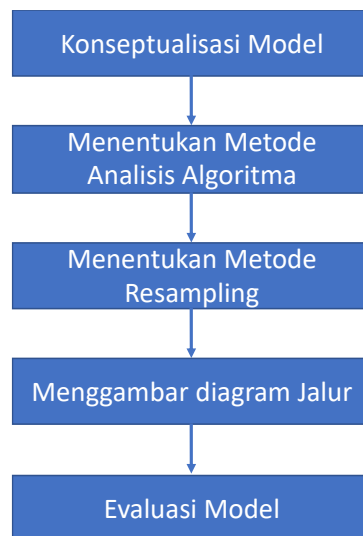 Konseptualisasi Model
Menentukan Metode
Analisis Algoritma
Menentukan Metode
Resampling
Menggambar diagram Jalur
Evaluasi Model